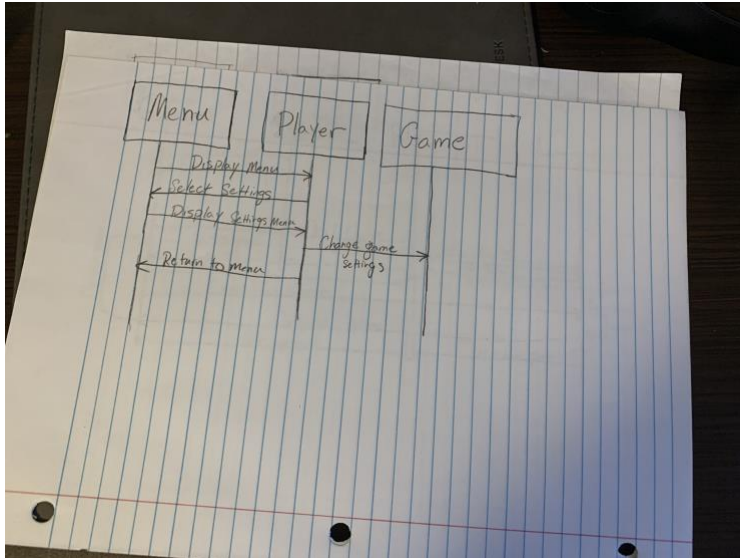 Menu
Player
Game
Display Menu
Select Settings
Display Settings Menu
Change game
settings
Return to menu